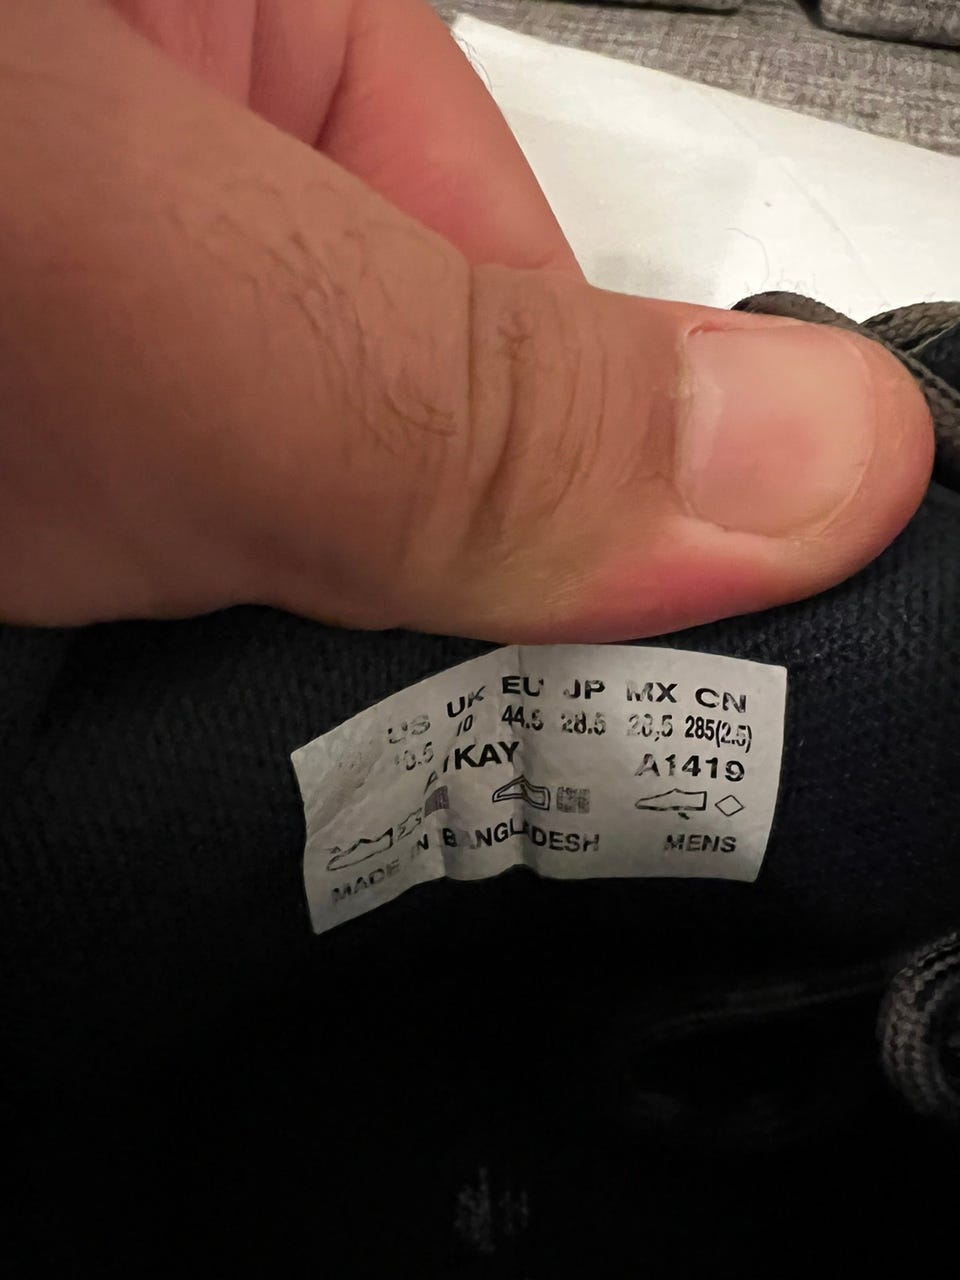 US UK EU JP MX CN
10.5 10 44.5 28.5 28,5 285(2.5)
A1419
MADE IN BANGLADESH MENS